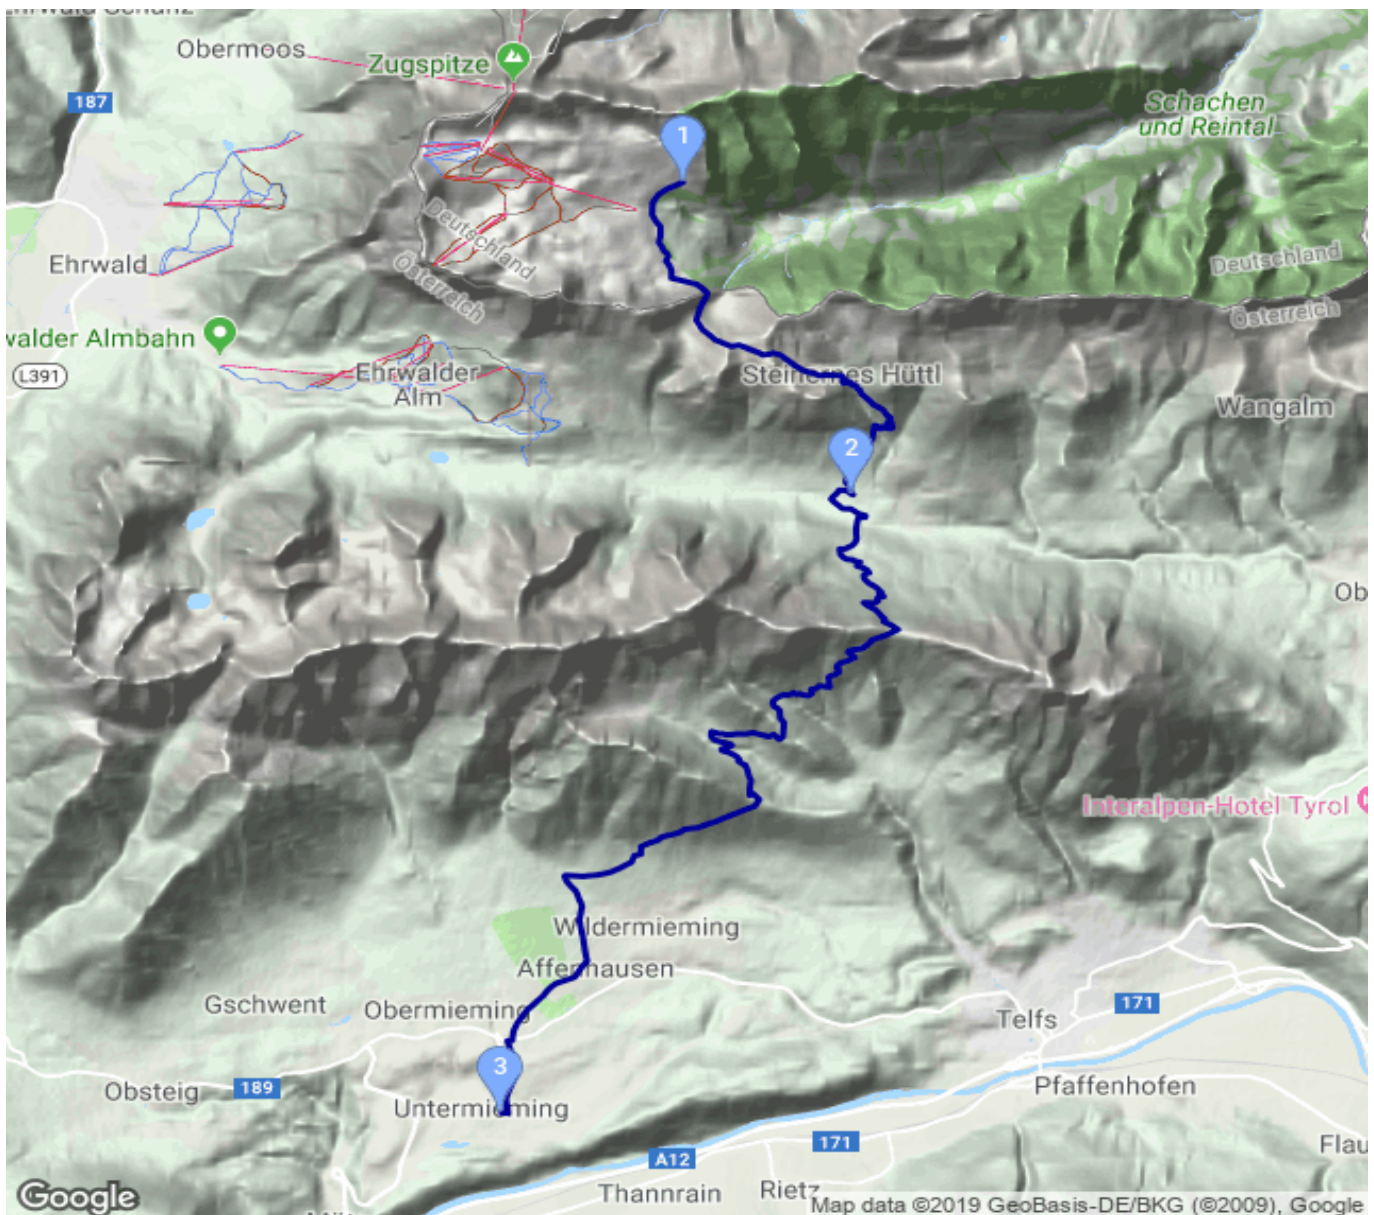 Obermoos
Zugspitze
187
1
Schachen
und Reintal
Deutschland
Österreich
Ehrwald
Deutschland
Österreich
walder Almbahn
L391
Ehrwalder
Alm
Steinernes Hüttl
Wangalm
2
Ob
Interalpen-Hotel Tyrol
Wildermieming
Affenhausen
Gschwent
Obermieming
171
Telfs
3
Obsteig
189
Untermieming
Pfaffenhofen
171
Flau
A12
Thannrain
Rietz
Google
Map data ©2019 GeoBasis-DE/BKG (©2009), Google